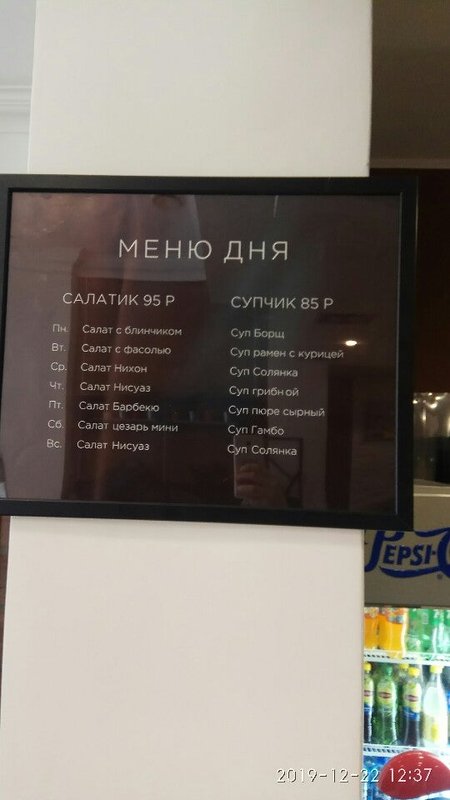 МЕНЮ ДНЯ
САЛАТИК 95 Р СУПЧИК 85 Р
Пн. Салат с блинчиком Суп Борщ
Вт. Салат с фасолью Суп рамен с курицей
Ср. Салат Нихон Суп Солянка
Чт. Салат Нисуаз Суп грибной
Пт. Салат Барбекю Суп пюре сырный
Сб. Салат цезарь мини Суп Гамбо
Вс. Салат Нисуаз Суп Солянка
PEPSI-
2019-12-22 12:37